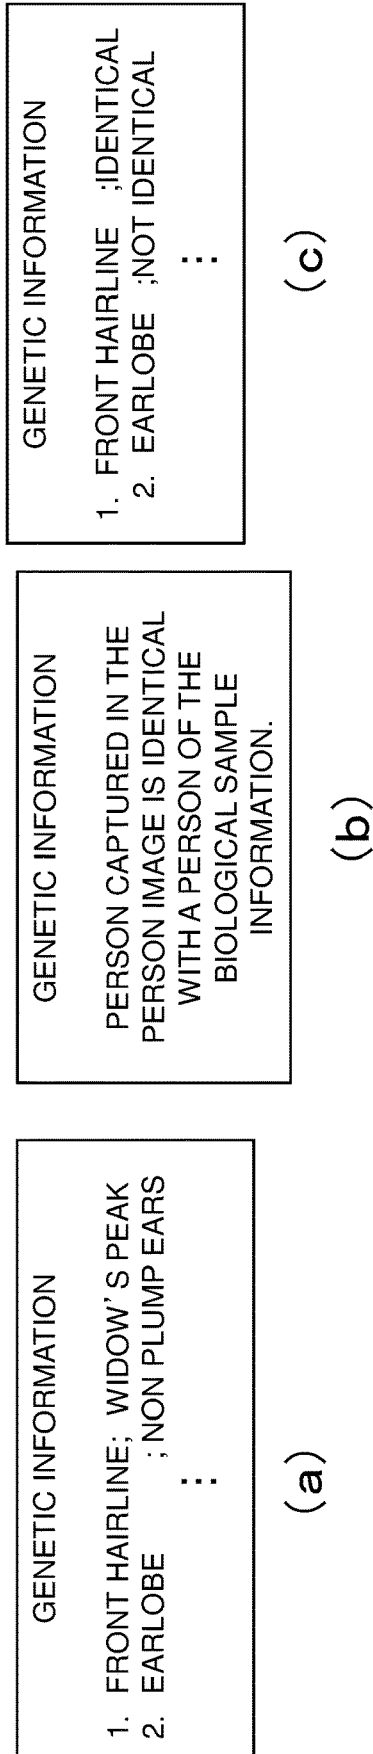 GENETIC INFORMATION
1. FRONT HAIRLINE; WIDOW'S PEAK
2. EARLOBE ; NON PLUMP EARS
⋮
(a)
GENETIC INFORMATION
PERSON CAPTURED IN THE
PERSON IMAGE IS IDENTICAL
WITH A PERSON OF THE
BIOLOGICAL SAMPLE
INFORMATION.
(b)
GENETIC INFORMATION
1. FRONT HAIRLINE ;IDENTICAL
2. EARLOBE ;NOT IDENTICAL
⋮
(c)